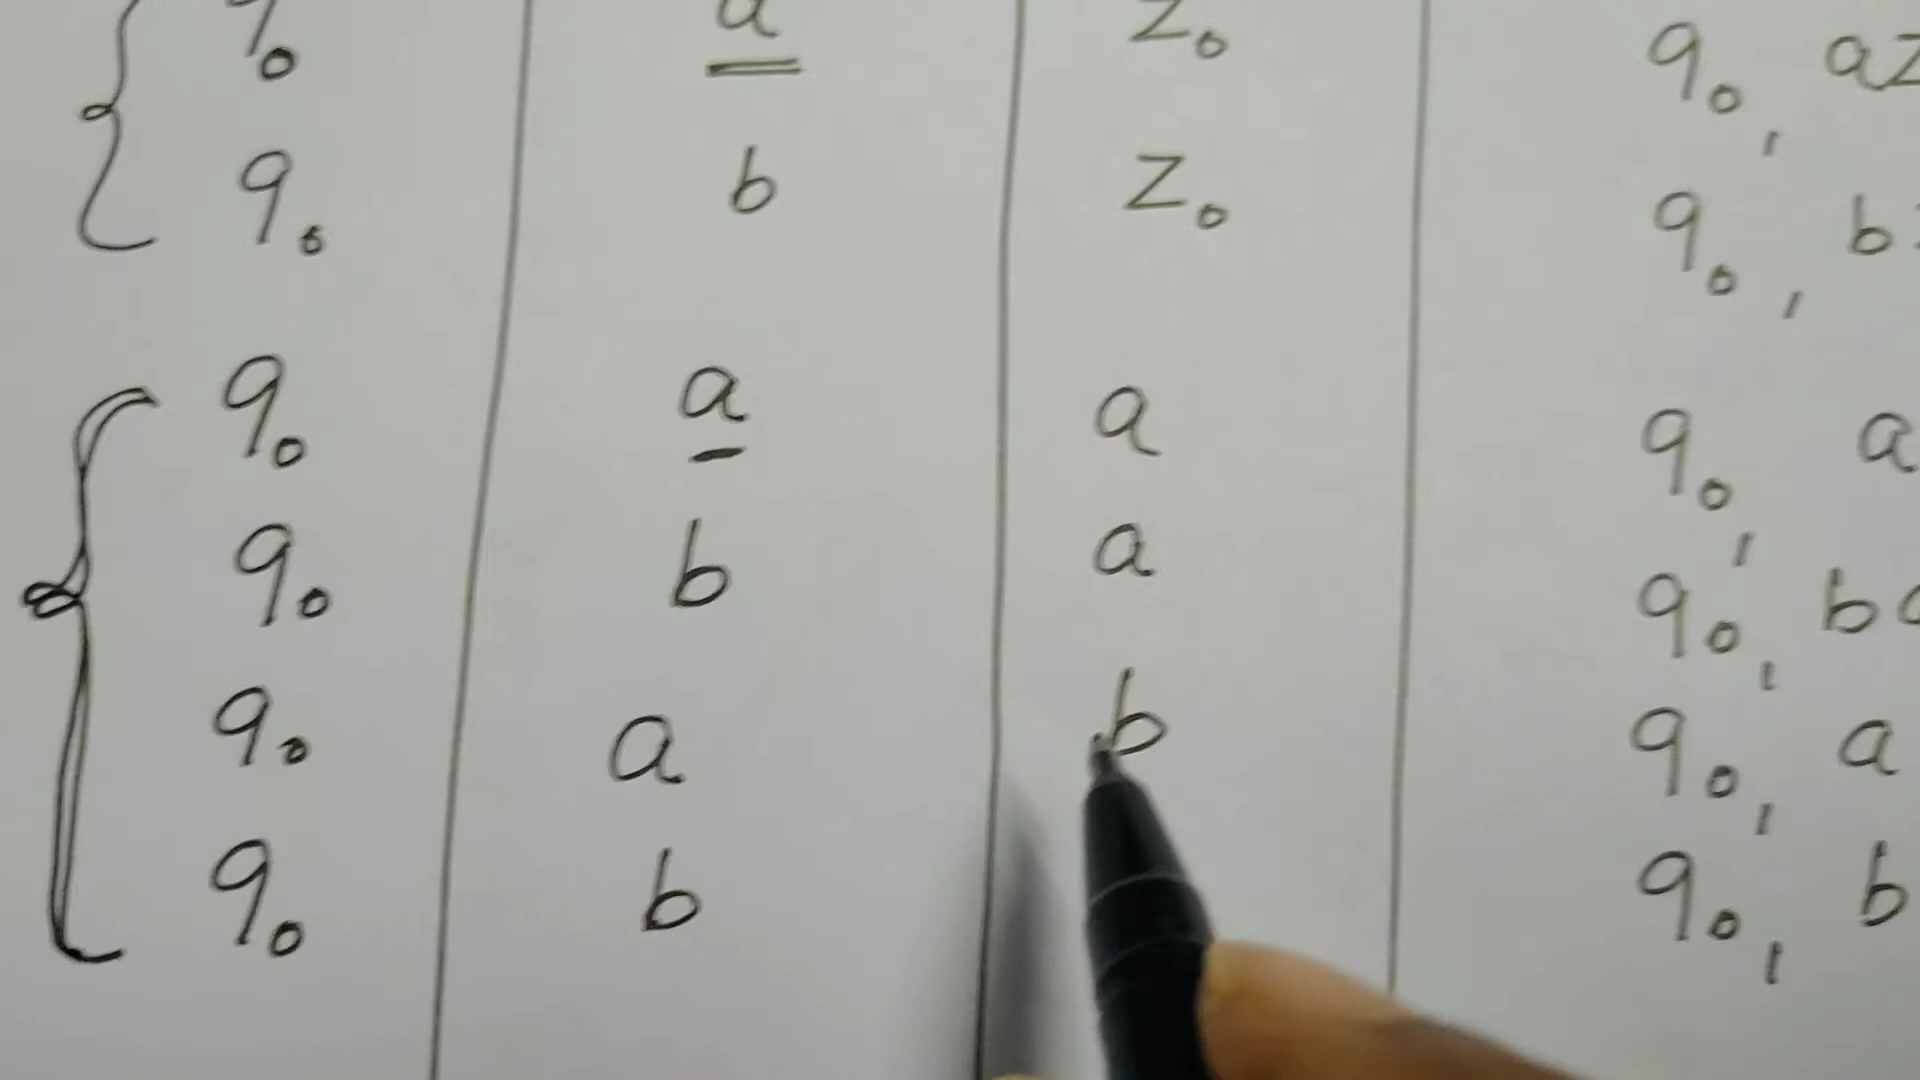 q₀ a z₀ q₀, az
q₀ b z₀ q₀, b
q₀ a a q₀, a
q₀ b a q₀, b
q₀ a b q₀, a
q₀ b q₀, b